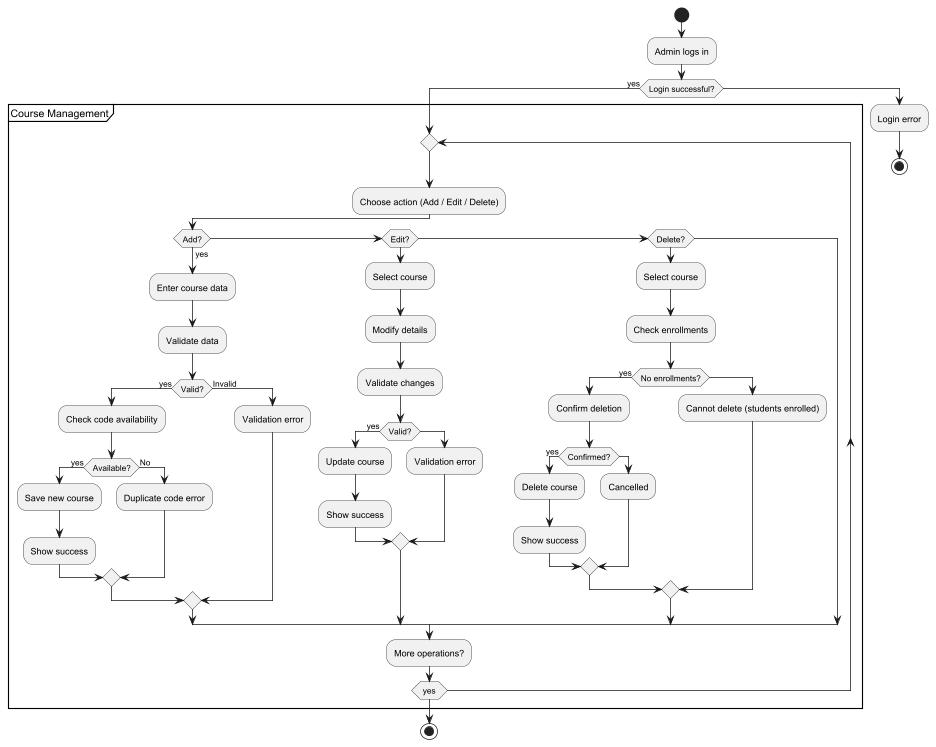 Admin logs in
yes
Login successful?
Course Management
Login error
Choose action (Add / Edit / Delete)
Add?
Edit?
Delete?
yes
Enter course data
Select course
Select course
Validate data
Modify details
Check enrollments
yes
Valid?
Invalid
Validate changes
yes
No enrollments?
Check code availability
Validation error
Confirm deletion
Cannot delete (students enrolled)
yes
Valid?
yes
Available?
No
Update course
Validation error
yes
Confirmed?
Save new course
Duplicate code error
Delete course
Cancelled
Show success
Show success
Show success
More operations?
yes